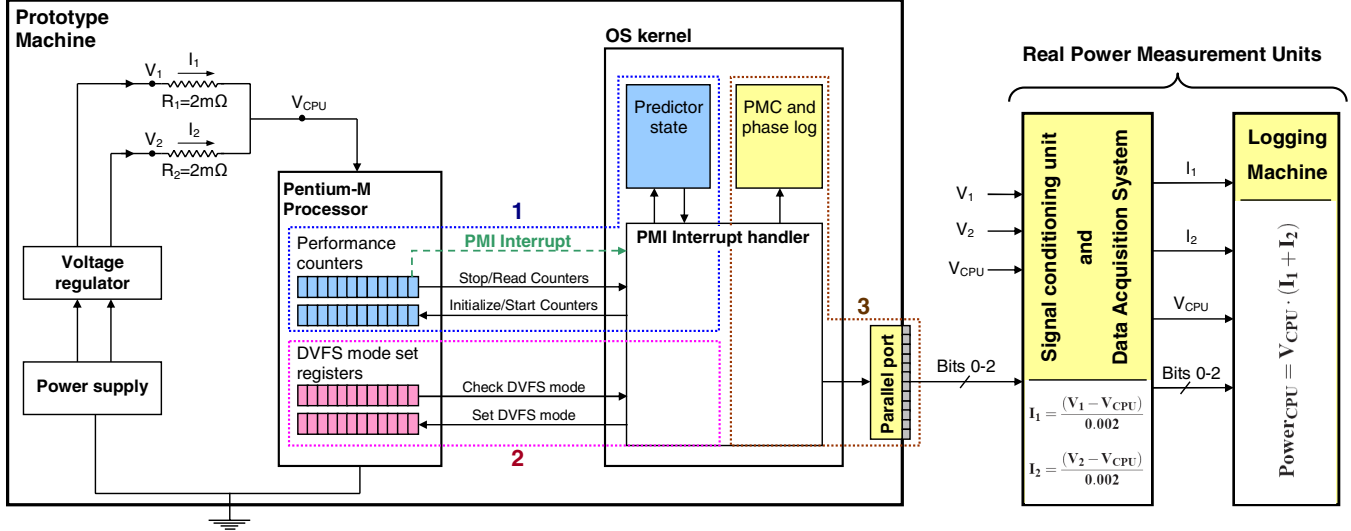 Prototype
Machine
V1
I1
R1=2mΩ
V2
I2
R2=2mΩ
VCPU
Voltage
regulator
Power supply
Pentium-M
Processor
Performance
counters
DVFS mode set
registers
1
PMI Interrupt
Stop/Read Counters
Initialize/Start Counters
Check DVFS mode
Set DVFS mode
2
OS kernel
Predictor
state
PMC and
phase log
PMI Interrupt handler
3
Parallel port
Bits 0-2
Real Power Measurement Units
V1
V2
VCPU
Signal conditioning unit
and
Data Acquisition System
I1 = (V1 − VCPU) / 0.002
I2 = (V2 − VCPU) / 0.002
I1
I2
VCPU
Bits 0-2
Logging
Machine
PowerCPU = VCPU · (I1 + I2)